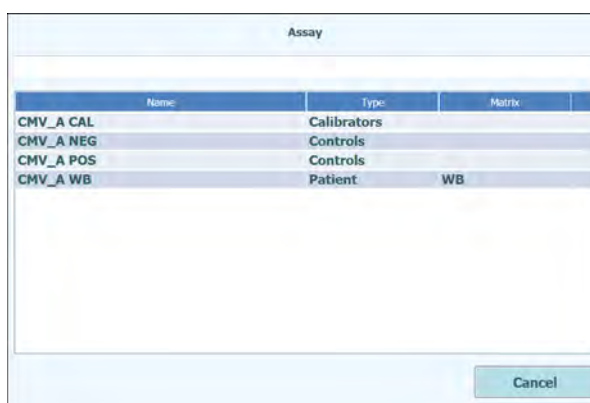 Assay
Name Type Matrix
CMV_A CAL Calibrators
CMV_A NEG Controls
CMV_A POS Controls
CMV_A WB Patient WB
Cancel